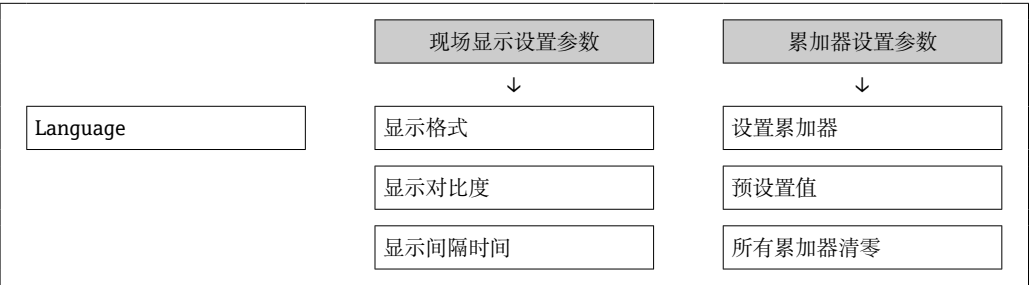 现场显示设置参数
累加器设置参数
↓
↓
Language
显示格式
设置累加器
显示对比度
预设置值
显示间隔时间
所有累加器清零